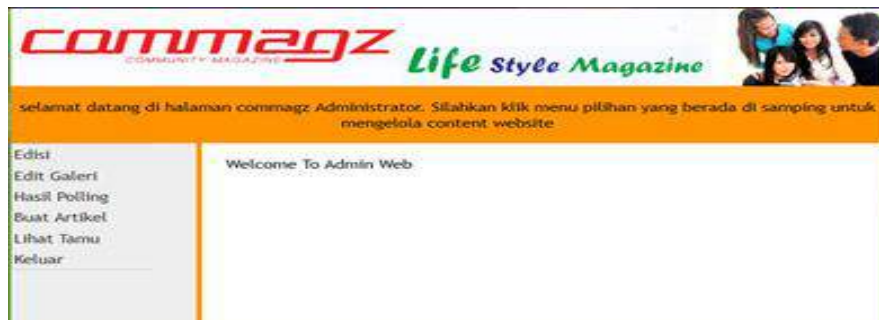 commagz
COMMUNITY MAGAZINE
Life Style Magazine
selamat datang di halaman commagz Administrator. Silahkan klik menu pilihan yang berada di samping untuk
mengelola content website
Edisi
Edit Galeri
Hasil Polling
Buat Artikel
Lihat Tamu
Keluar
Welcome To Admin Web